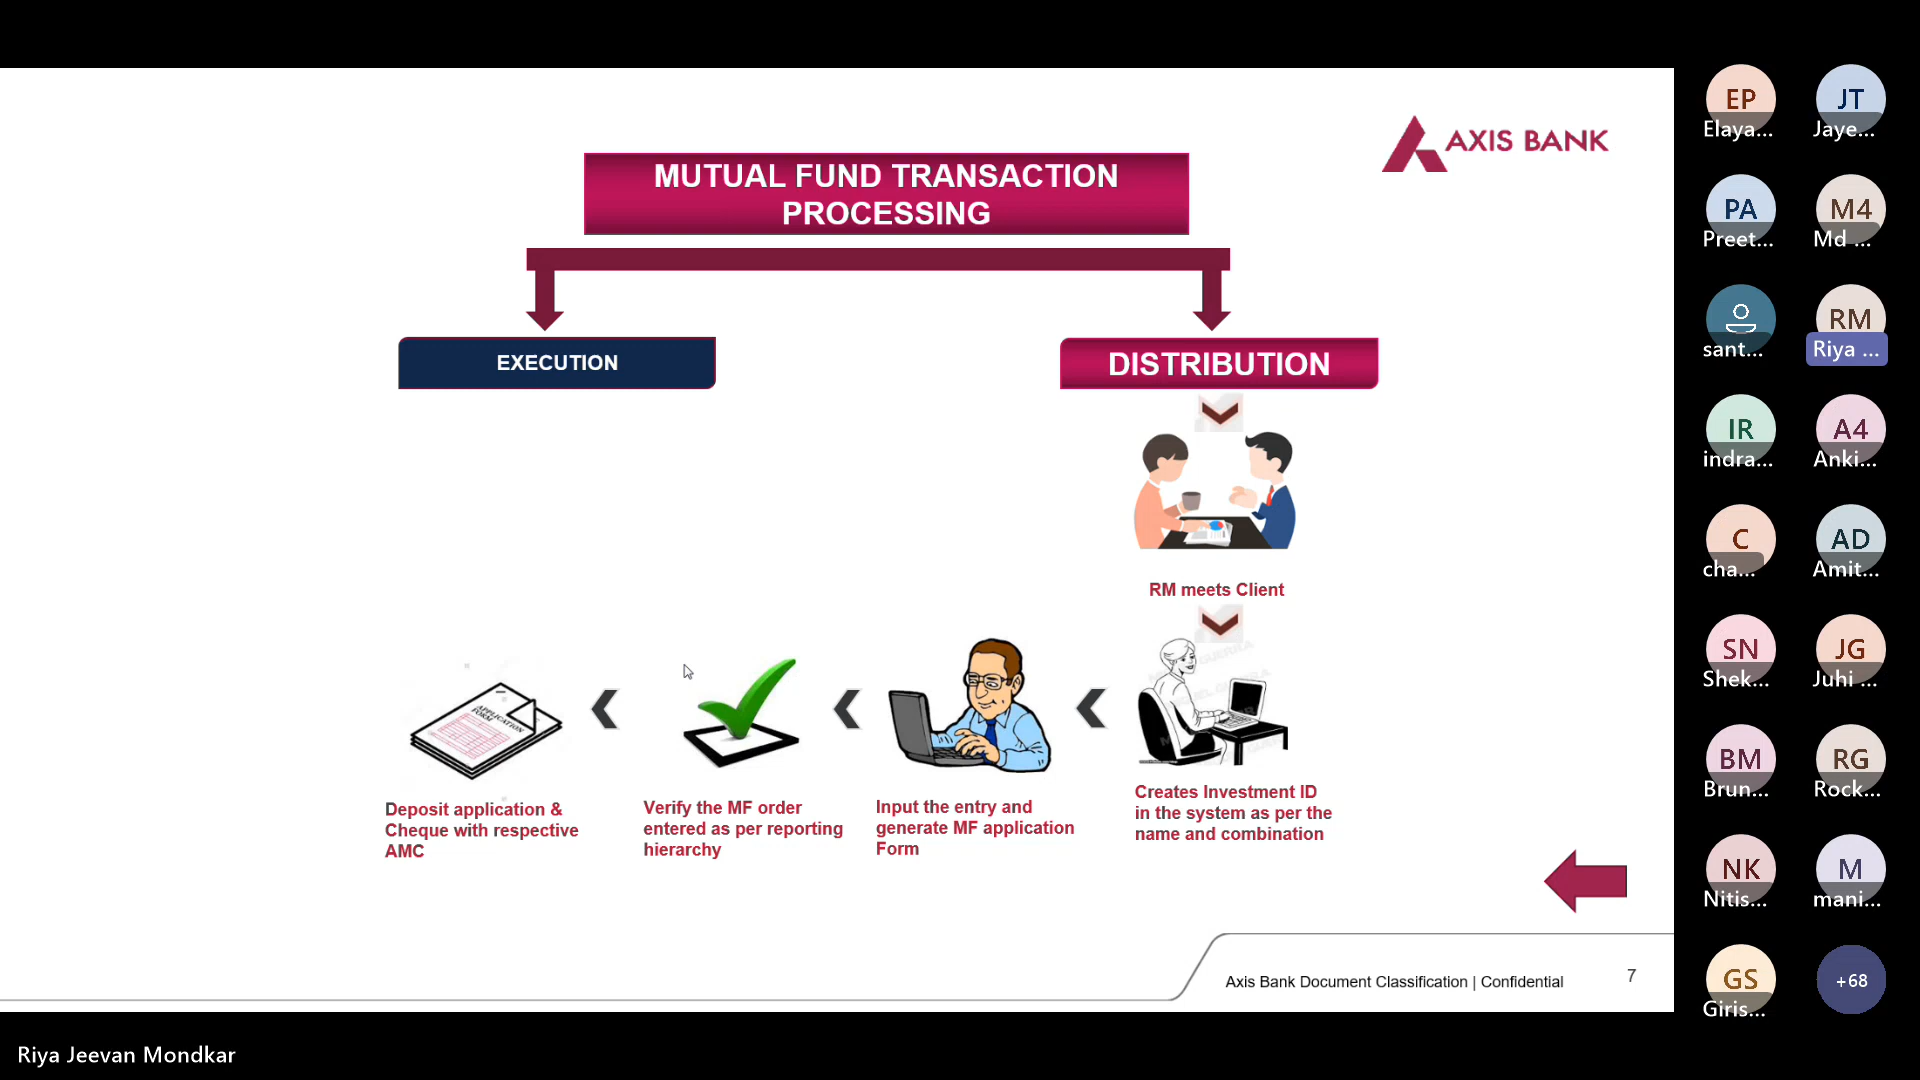 AXIS BANK
MUTUAL FUND TRANSACTION
PROCESSING
EXECUTION
DISTRIBUTION
RM meets Client
APPLICATION
FORM
Deposit application &
Cheque with respective
AMC
Verify the MF order
entered as per reporting
hierarchy
Input the entry and
generate MF application
Form
Creates Investment ID
in the system as per the
name and combination
Axis Bank Document Classification | Confidential
7
EP
Elaya...
JT
Jaye...
PA
Preet...
M4
Md ...
sant...
RM
Riya ...
IR
indra...
A4
Anki...
C
cha...
AD
Amit...
SN
Shek...
JG
Juhi ...
BM
Brun...
RG
Rock...
NK
Nitis...
M
mani...
GS
Giris...
+68
Riya Jeevan Mondkar